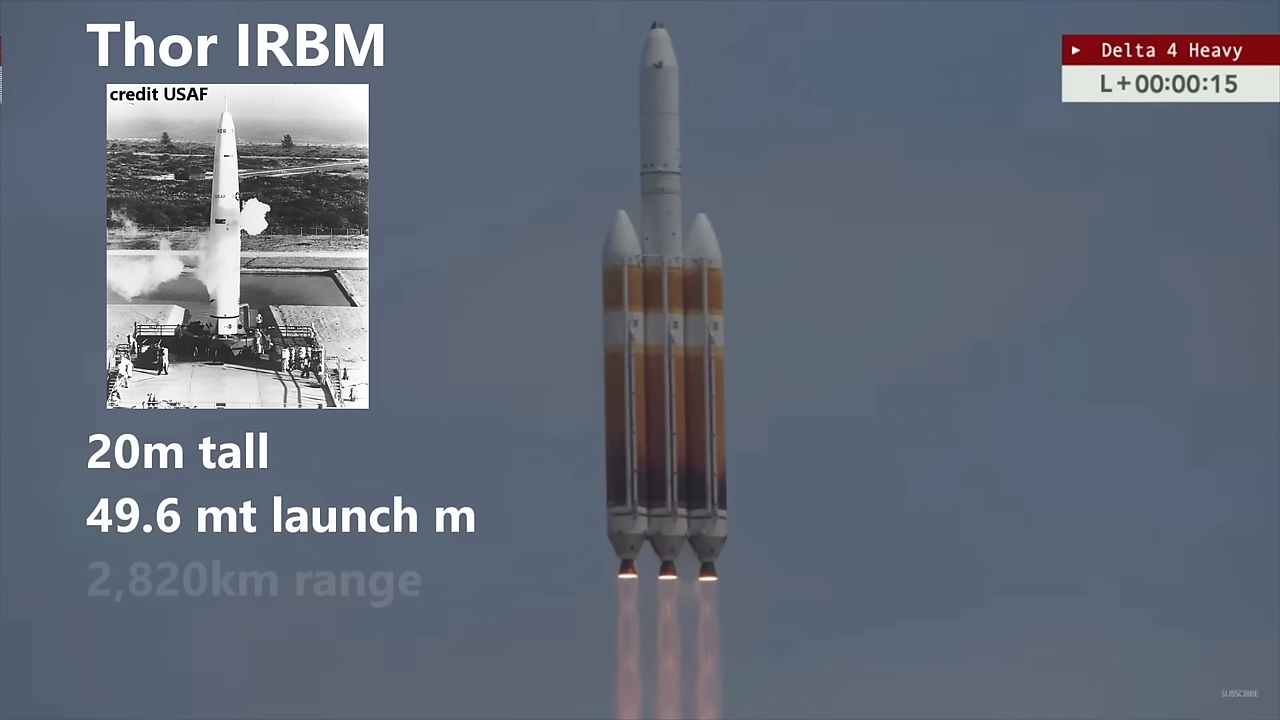 Thor IRBM
credit USAF
20m tall
49.6 mt launch m
2,820km range
▶ Delta 4 Heavy
L+00:00:15
SUBSCRIBE